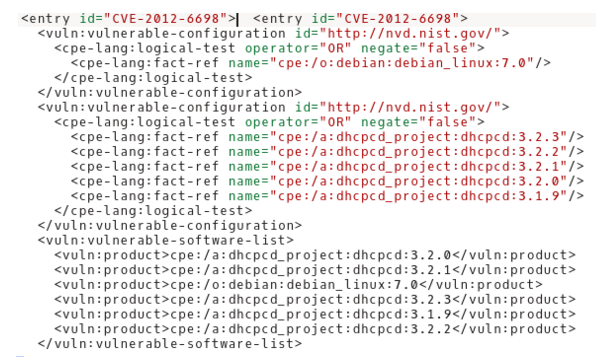 <entry id="CVE-2012-6698"> <entry id="CVE-2012-6698">
<vuln:vulnerable-configuration id="http://nvd.nist.gov/">
<cpe-lang:logical-test operator="OR" negate="false">
<cpe-lang:fact-ref name="cpe:/o:debian:debian_linux:7.0"/>
</cpe-lang:logical-test>
</vuln:vulnerable-configuration>
<vuln:vulnerable-configuration id="http://nvd.nist.gov/">
<cpe-lang:logical-test operator="OR" negate="false">
<cpe-lang:fact-ref name="cpe:/a:dhcpcd_project:dhcpcd:3.2.3"/>
<cpe-lang:fact-ref name="cpe:/a:dhcpcd_project:dhcpcd:3.2.2"/>
<cpe-lang:fact-ref name="cpe:/a:dhcpcd_project:dhcpcd:3.2.1"/>
<cpe-lang:fact-ref name="cpe:/a:dhcpcd_project:dhcpcd:3.2.0"/>
<cpe-lang:fact-ref name="cpe:/a:dhcpcd_project:dhcpcd:3.1.9"/>
</cpe-lang:logical-test>
</vuln:vulnerable-configuration>
<vuln:vulnerable-software-list>
<vuln:product>cpe:/a:dhcpcd_project:dhcpcd:3.2.0</vuln:product>
<vuln:product>cpe:/a:dhcpcd_project:dhcpcd:3.2.1</vuln:product>
<vuln:product>cpe:/o:debian:debian_linux:7.0</vuln:product>
<vuln:product>cpe:/a:dhcpcd_project:dhcpcd:3.2.3</vuln:product>
<vuln:product>cpe:/a:dhcpcd_project:dhcpcd:3.1.9</vuln:product>
<vuln:product>cpe:/a:dhcpcd_project:dhcpcd:3.2.2</vuln:product>
</vuln:vulnerable-software-list>